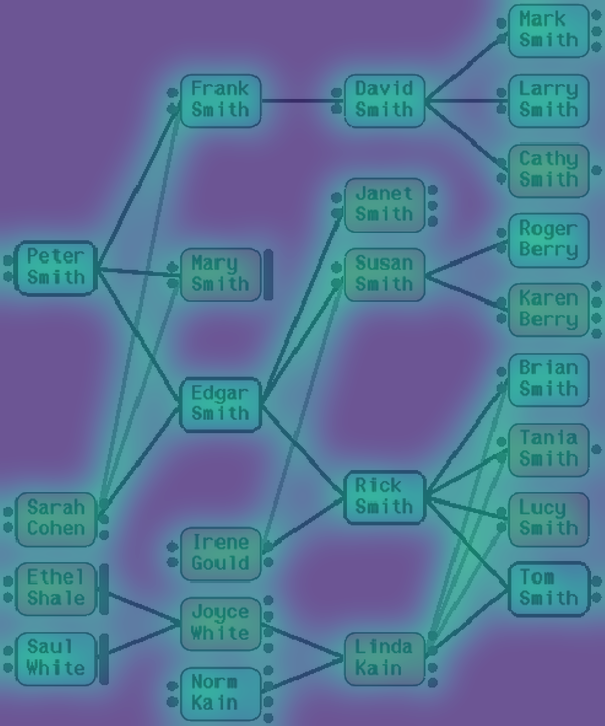 Mark
Smith
Frank
Smith
David
Smith
Larry
Smith
Cathy
Smith
Janet
Smith
Roger
Berry
Peter
Smith
Mary
Smith
Susan
Smith
Karen
Berry
Brian
Smith
Edgar
Smith
Tania
Smith
Rick
Smith
Sarah
Cohen
Lucy
Smith
Irene
Gould
Ethel
Shale
Tom
Smith
Joyce
White
Saul
White
Linda
Kain
Norm
Kain